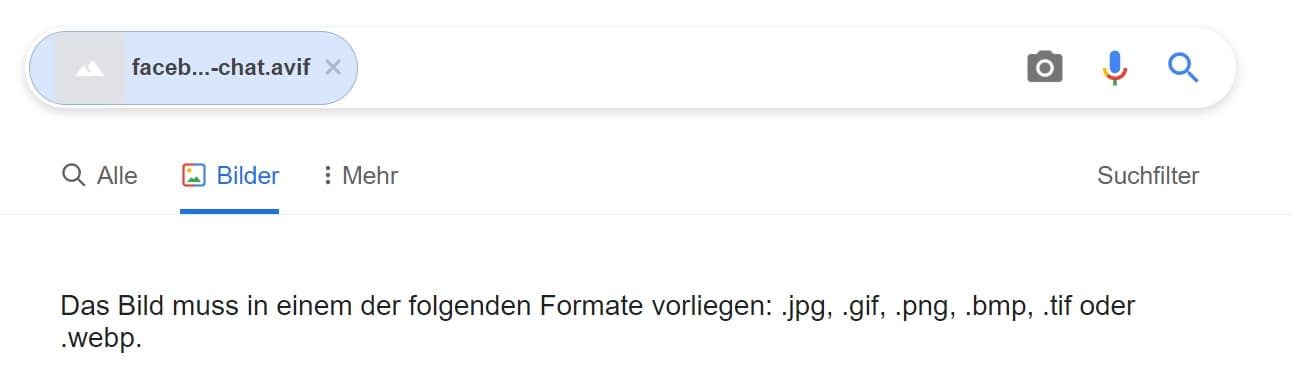 faceb...-chat.avif
Alle Bilder Mehr Suchfilter
Das Bild muss in einem der folgenden Formate vorliegen: .jpg, .gif, .png, .bmp, .tif oder
.webp.